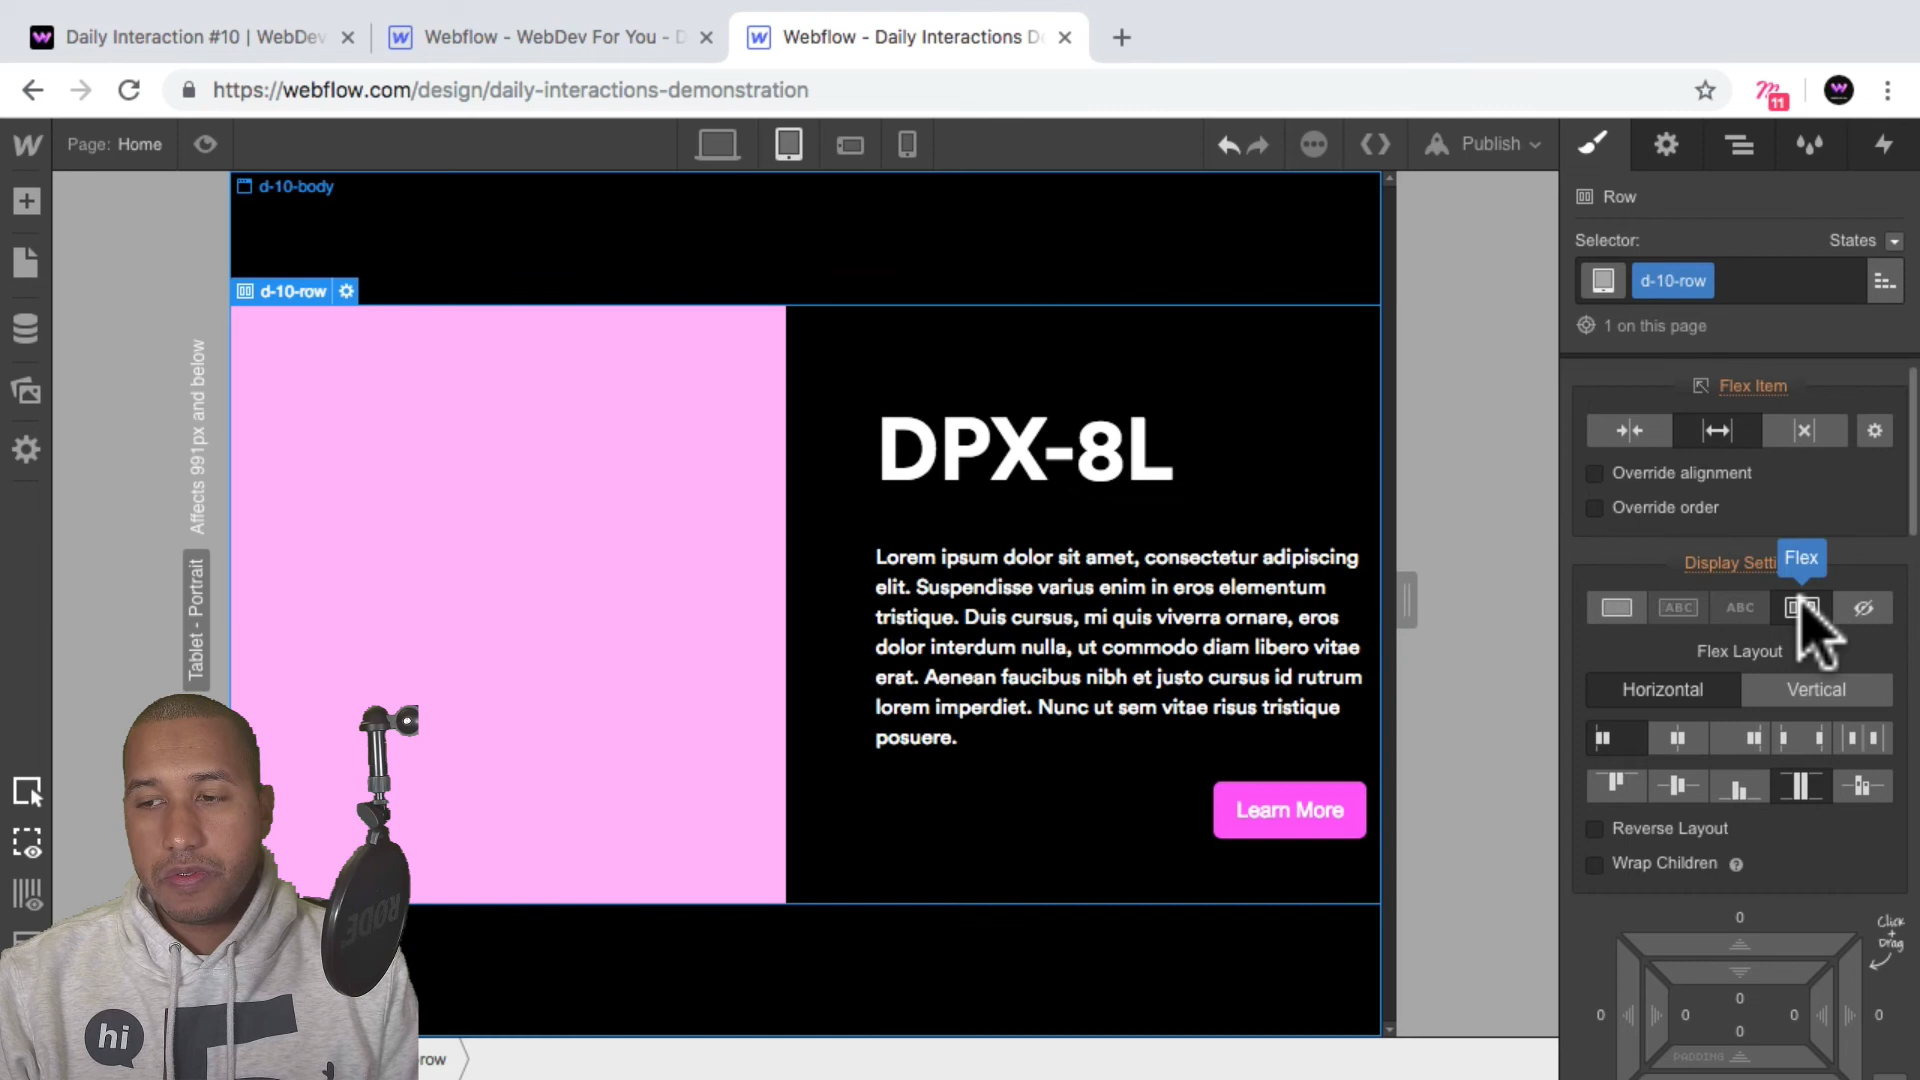 Daily Interaction #10 | WebDev
Webflow - WebDev For You - D
Webflow - Daily Interactions De
https://webflow.com/design/daily-interactions-demonstration
11
Page: Home
Publish
d-10-body
Row
Selector:
States
d-10-row
d-10-row
1 on this page
Affects 991px and below
Tablet - Portrait
Flex Item
Override alignment
Override order
DPX-8L
Flex
Display Setti
ABC
ABC
Flex Layout
Lorem ipsum dolor sit amet, consectetur adipiscing
elit. Suspendisse varius enim in eros elementum
tristique. Duis cursus, mi quis viverra ornare, eros
dolor interdum nulla, ut commodo diam libero vitae
erat. Aenean faucibus nibh et justo cursus id rutrum
lorem imperdiet. Nunc ut sem vitae risus tristique
posuere.
Horizontal
Vertical
Learn More
Reverse Layout
Wrap Children
0
Click
+
Drag
0
0
0
0
0
0
PADDING
RØDE
hi
row